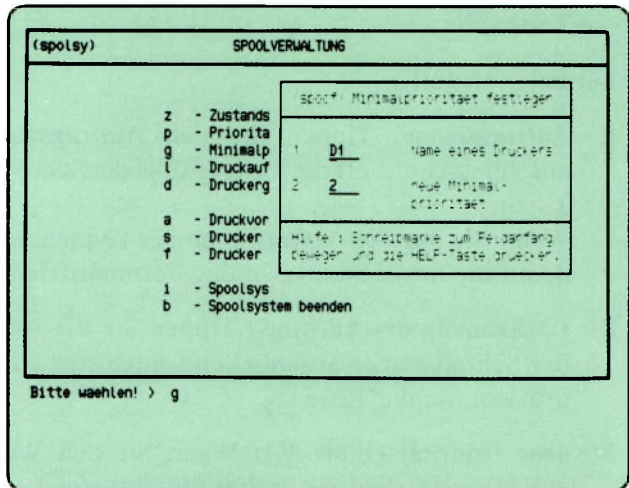 (spolsy) SPOOLVERWALTUNG
spocf: Minimalprioritaet festlegen
z - Zustands
p - Priorita
g - Minimalp 1 D1 Name eines Druckers
- Druckauf
d - Druckerg 2 2 neue Minimal-
prioritaet
a - Druckvor
s - Drucker Hilfe: Schreibmarke zum Feldanfang
f - Drucker bewegen und die HELP-Taste druecken.
i - Spoolsys
b - Spoolsystem beenden
Bitte waehlen! > g